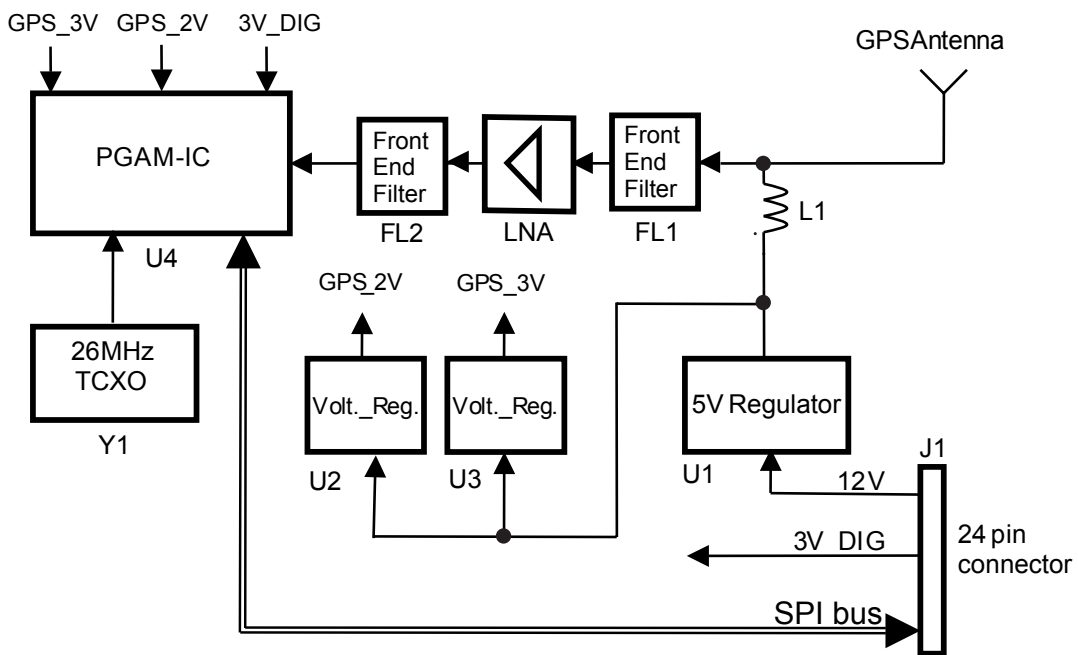 GPS_3V
GPS_2V
3V_DIG
GPSAntenna
PGAM-IC
Front
End
Filter
Front
End
Filter
U4
FL2
LNA
FL1
L1
GPS_2V
GPS_3V
26MHz
TCXO
Volt._Reg.
Volt._Reg.
5V Regulator
Y1
U2
U3
U1
J1
12V
3V_DIG
24 pin
connector
SPI bus